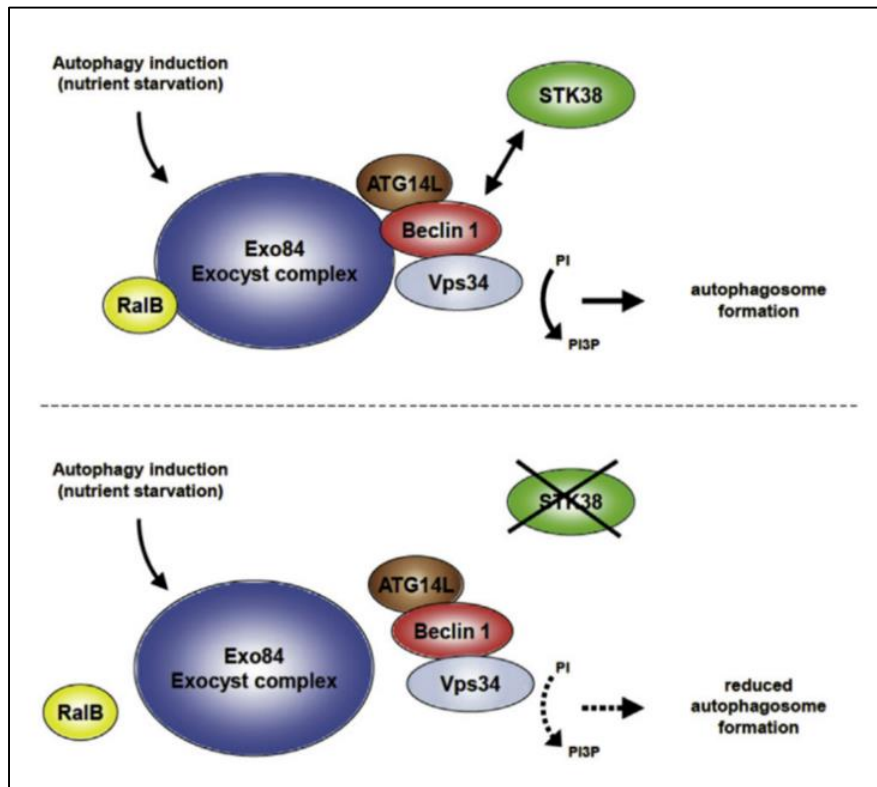 Autophagy induction
(nutrient starvation)
STK38
ATG14L
Beclin 1
Exo84
Exocyst complex
Vps34
RalB
PI
PI3P
autophagosome
formation
Autophagy induction
(nutrient starvation)
STK38
ATG14L
Beclin 1
Exo84
Exocyst complex
Vps34
RalB
PI
PI3P
reduced
autophagosome
formation